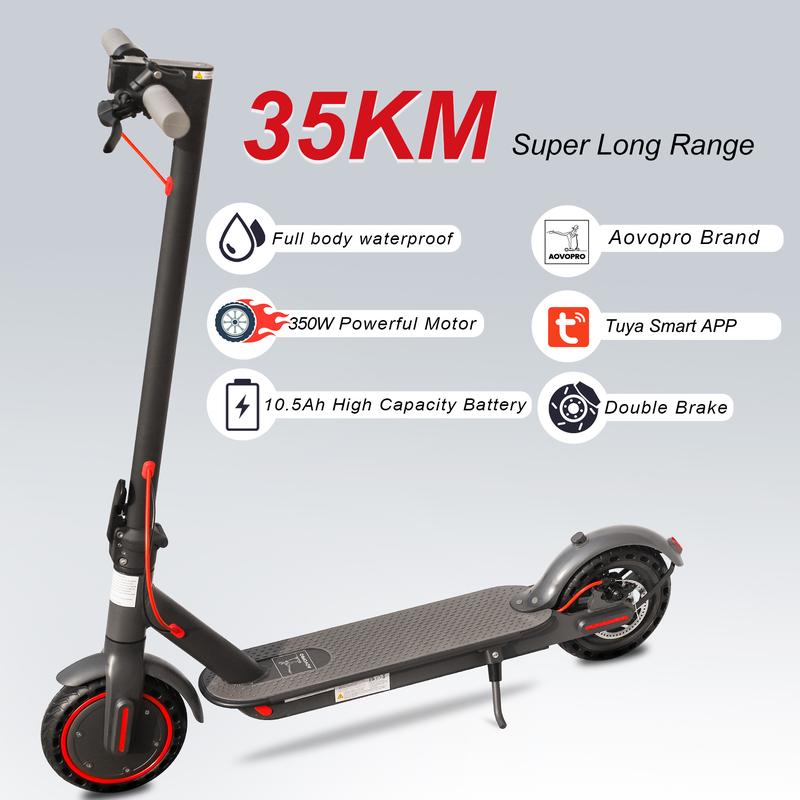 35KM Super Long Range
Full body waterproof
Aovopro Brand
AOVOPRO
350W Powerful Motor
Tuya Smart APP
10.5Ah High Capacity Battery
Double Brake
AOVOPRO